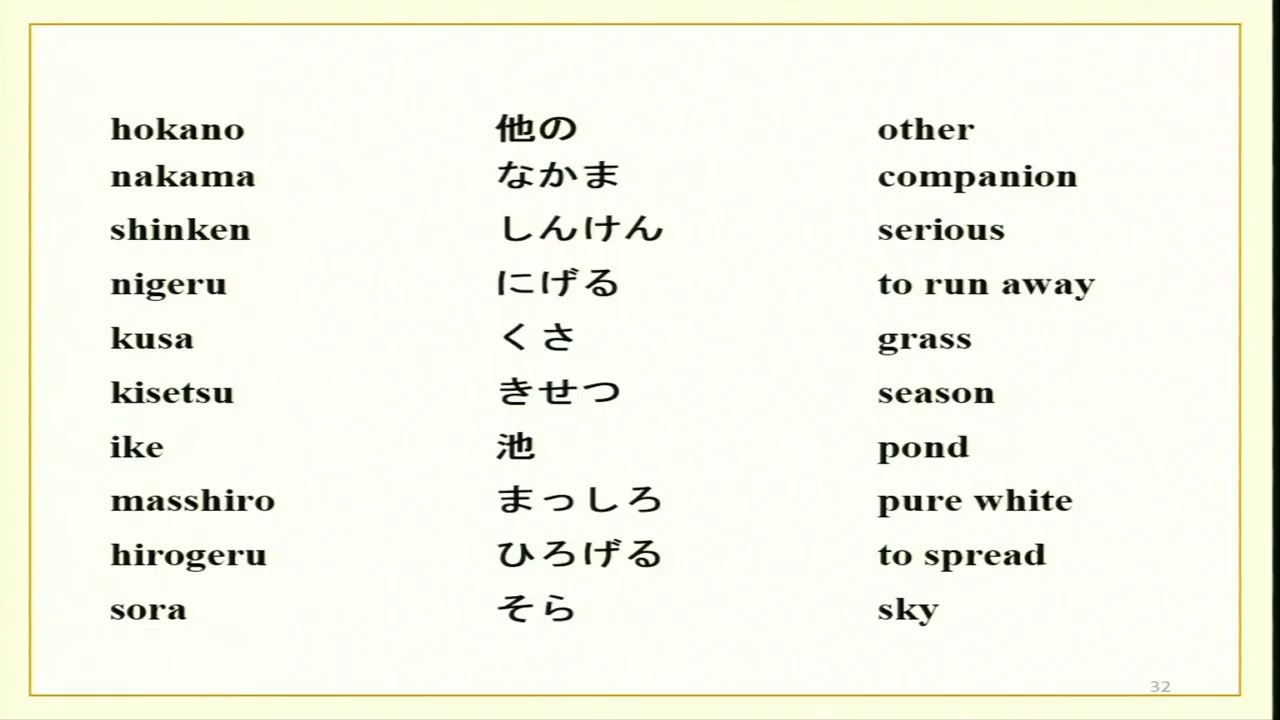 hokano 他の other
nakama なかま companion
shinken しんけん serious
nigeru にげる to run away
kusa くさ grass
kisetsu きせつ season
ike 池 pond
masshiro まっしろ pure white
hirogeru ひろげる to spread
sora そら sky
32